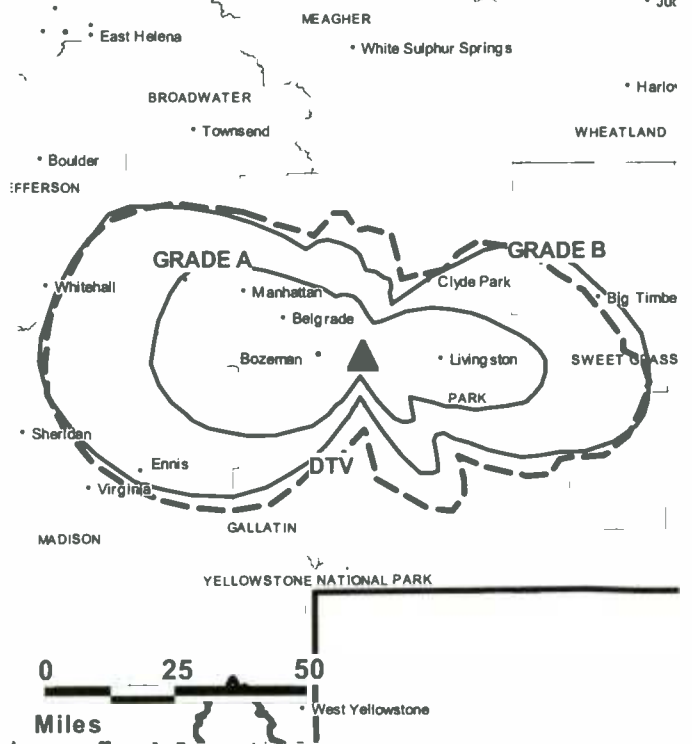 MEAGHER
East Helena
White Sulphur Springs
BROADWATER
Townsend
WHEATLAND
Boulder
EFFERSON
GRADE A
GRADE B
Clyde Park
Whitehall
Manhattan
Big Timbe
Belgrade
Bozeman
Livingston
SWEET GRASS
PARK
Sheridan
Ennis
DTV
Virginia
GALLATIN
MADISON
YELLOWSTONE NATIONAL PARK
0 25 50
West Yellowstone
Miles